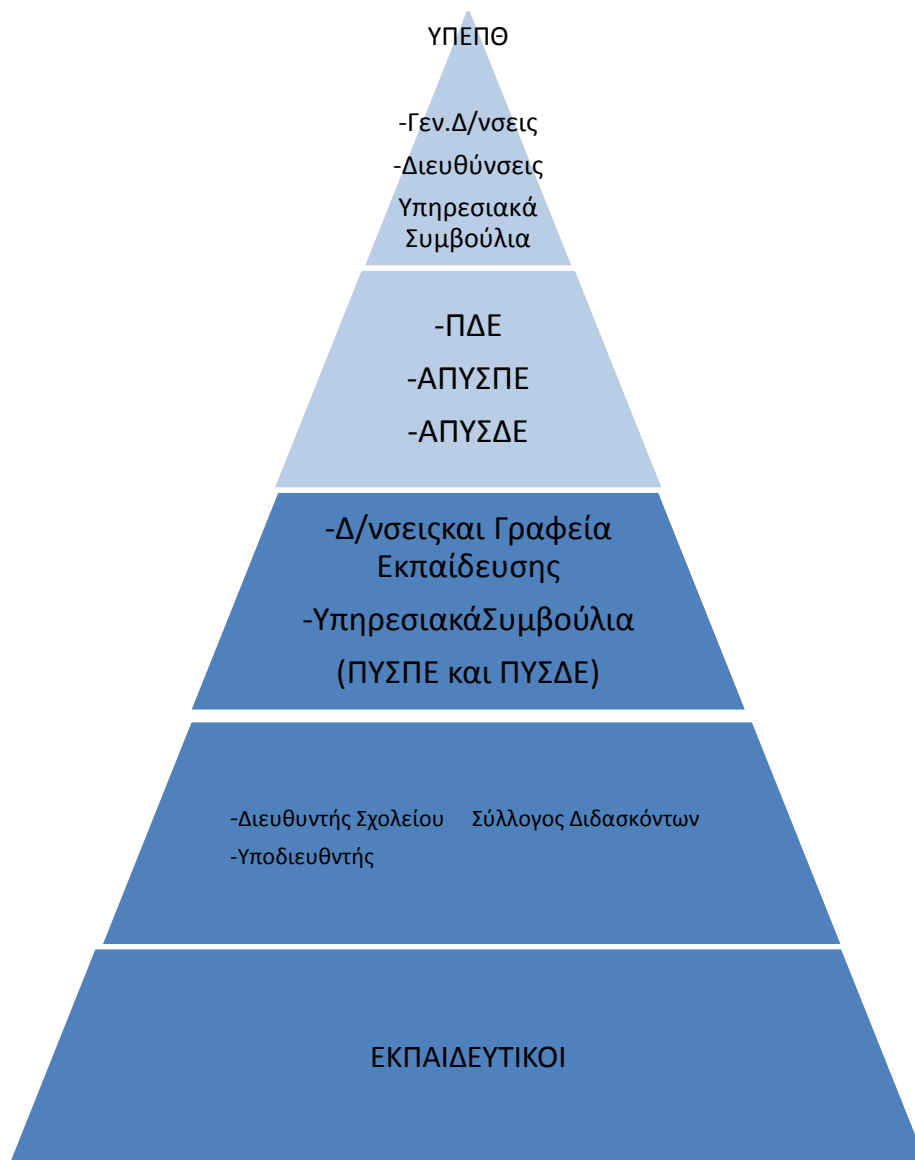 ΥΠΕΠΘ
-Γεν.Δ/νσεις
-Διευθύνσεις
Υπηρεσιακά
Συμβούλια
-ΠΔΕ
-ΑΠΥΣΠΕ
-ΑΠΥΣΔΕ
-Δ/νσειςκαι Γραφεία
Εκπαίδευσης
-ΥπηρεσιακάΣυμβούλια
(ΠΥΣΠΕ και ΠΥΣΔΕ)
-Διευθυντής Σχολείου Σύλλογος Διδασκόντων
-Υποδιευθντής
ΕΚΠΑΙΔΕΥΤΙΚΟΙ